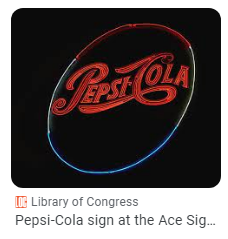 PEPSI-COLA
Library of Congress
Pepsi-Cola sign at the Ace Sig...